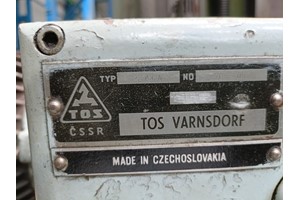 TYP NO
TOS
ČSSR
TOS VARNSDORF
MADE IN CZECHOSLOVAKIA